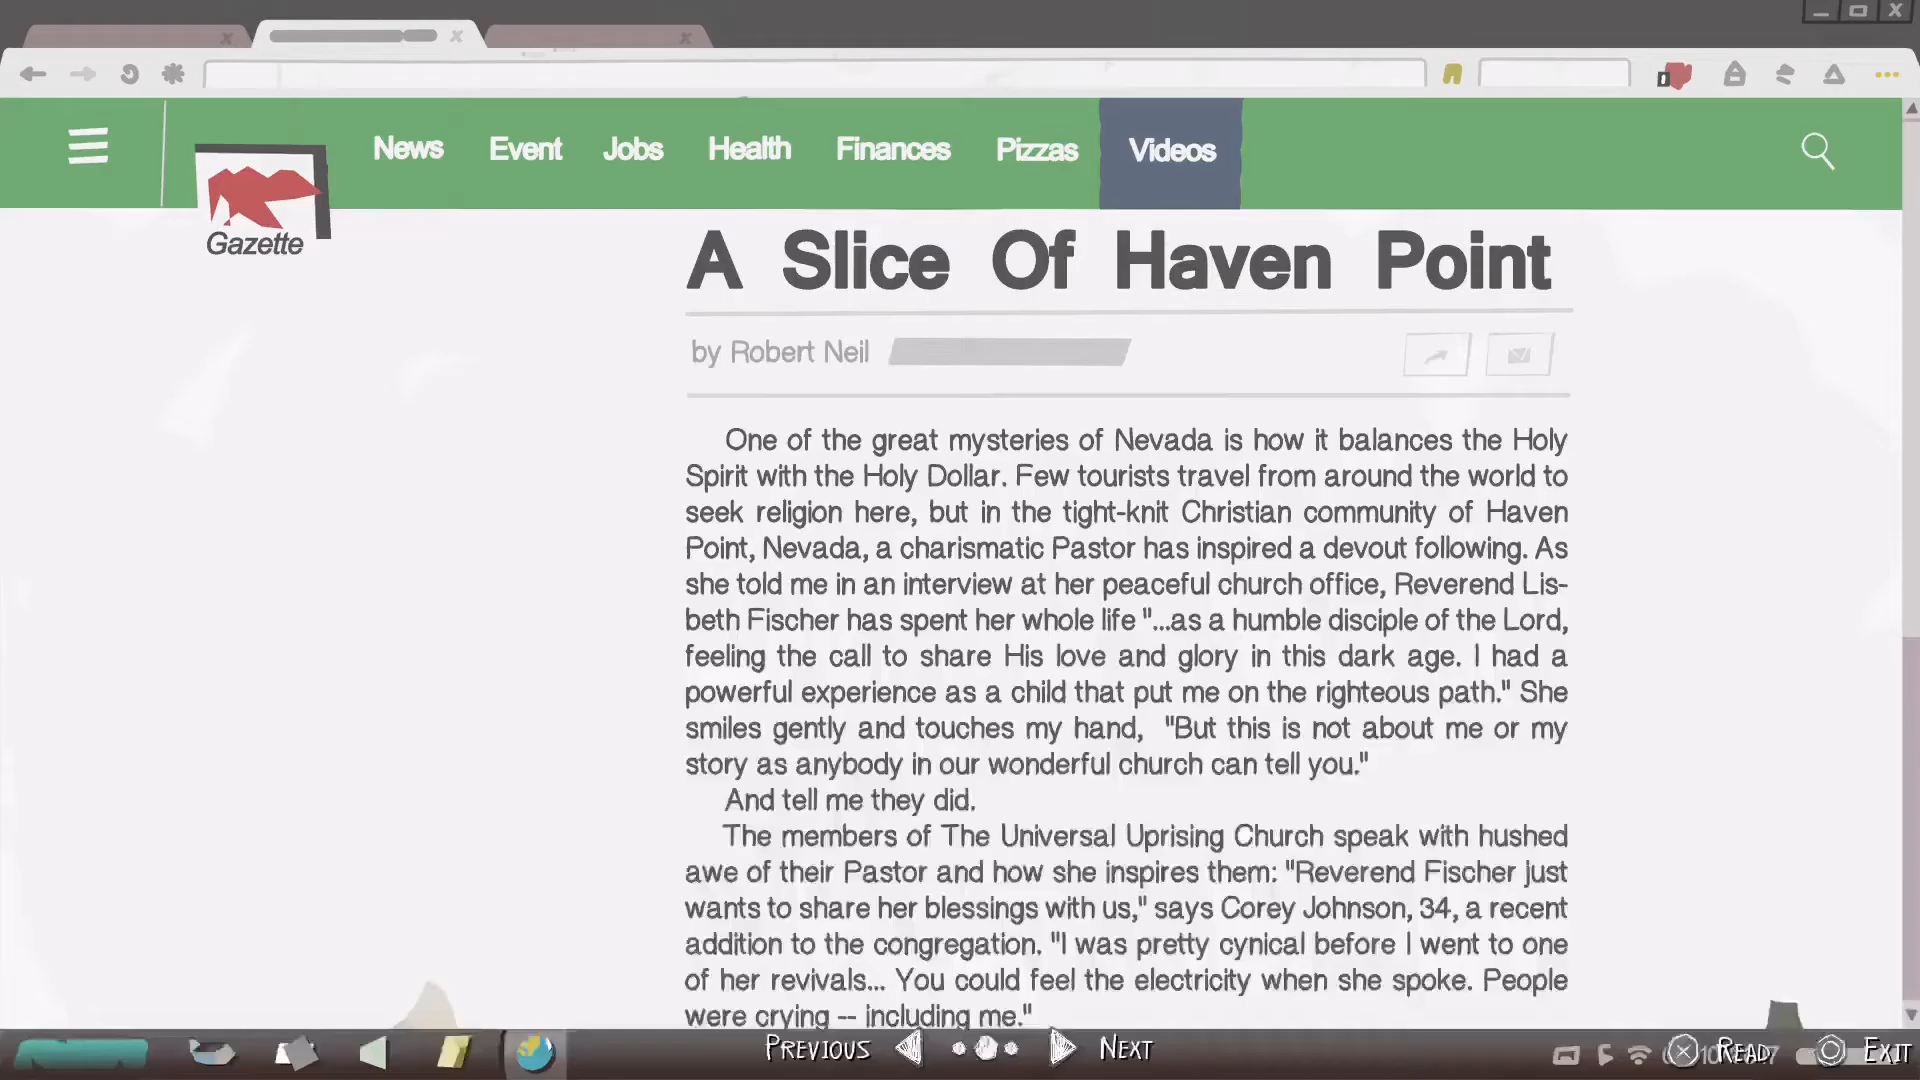 News Event Jobs Health Finances Pizzas Videos
Gazette
A Slice Of Haven Point
by Robert Neil
One of the great mysteries of Nevada is how it balances the Holy
Spirit with the Holy Dollar. Few tourists travel from around the world to
seek religion here, but in the tight-knit Christian community of Haven
Point, Nevada, a charismatic Pastor has inspired a devout following. As
she told me in an interview at her peaceful church office, Reverend Lis-
beth Fischer has spent her whole life "...as a humble disciple of the Lord,
feeling the call to share His love and glory in this dark age. I had a
powerful experience as a child that put me on the righteous path." She
smiles gently and touches my hand, "But this is not about me or my
story as anybody in our wonderful church can tell you."
And tell me they did.
The members of The Universal Uprising Church speak with hushed
awe of their Pastor and how she inspires them: "Reverend Fischer just
wants to share her blessings with us," says Corey Johnson, 34, a recent
addition to the congregation. "I was pretty cynical before I went to one
of her revivals... You could feel the electricity when she spoke. People
were crying -- including me."
Previous Next Read Exit